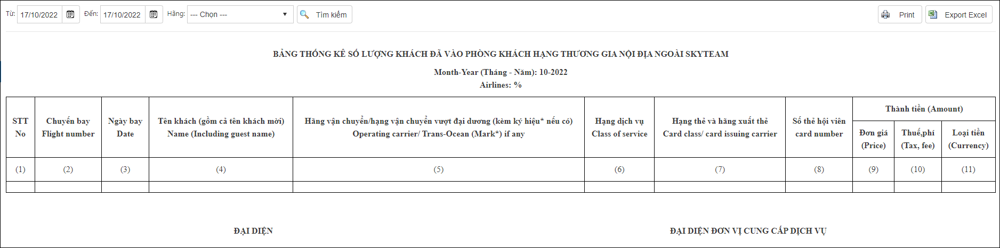 Từ: 17/10/2022 Đến: 17/10/2022 Hãng: --- Chọn --- Tìm kiếm Print Export Excel
BẢNG THỐNG KÊ SỐ LƯỢNG KHÁCH ĐÃ VÀO PHÒNG KHÁCH HẠNG THƯƠNG GIA NỘI ĐỊA NGOÀI SKYTEAM
Month-Year (Tháng - Năm): 10-2022
Airlines: %
STT
No
Chuyến bay
Flight number
Ngày bay
Date
Tên khách (gồm cả tên khách mời)
Name (Including guest name)
Hãng vận chuyển/hạng vận chuyển vượt đại dương (kèm ký hiệu* nếu có)
Operating carrier/ Trans-Ocean (Mark*) if any
Hạng dịch vụ
Class of service
Hạng thẻ và hãng xuất thẻ
Card class/ card issuing carrier
Số thẻ hội viên
card number
Thành tiền (Amount)
Đơn giá
(Price)
Thuế,phí
(Tax, fee)
Loại tiền
(Currency)
(1) (2) (3) (4) (5) (6) (7) (8) (9) (10) (11)
ĐẠI DIỆN ĐẠI DIỆN ĐƠN VỊ CUNG CẤP DỊCH VỤ